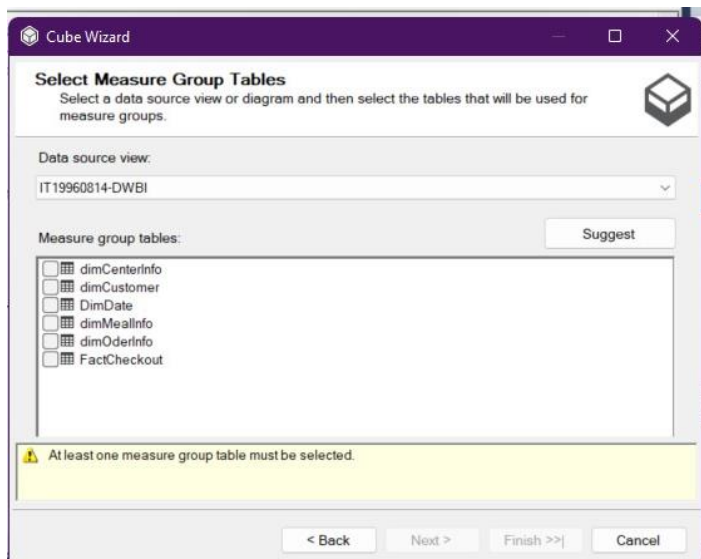 Cube Wizard
Select Measure Group Tables
Select a data source view or diagram and then select the tables that will be used for
measure groups.
Data source view:
IT19960814-DWBI
Measure group tables:
Suggest
dimCenterInfo
dimCustomer
DimDate
dimMealInfo
dimOderInfo
FactCheckout
At least one measure group table must be selected.
< Back
Next >
Finish >>|
Cancel